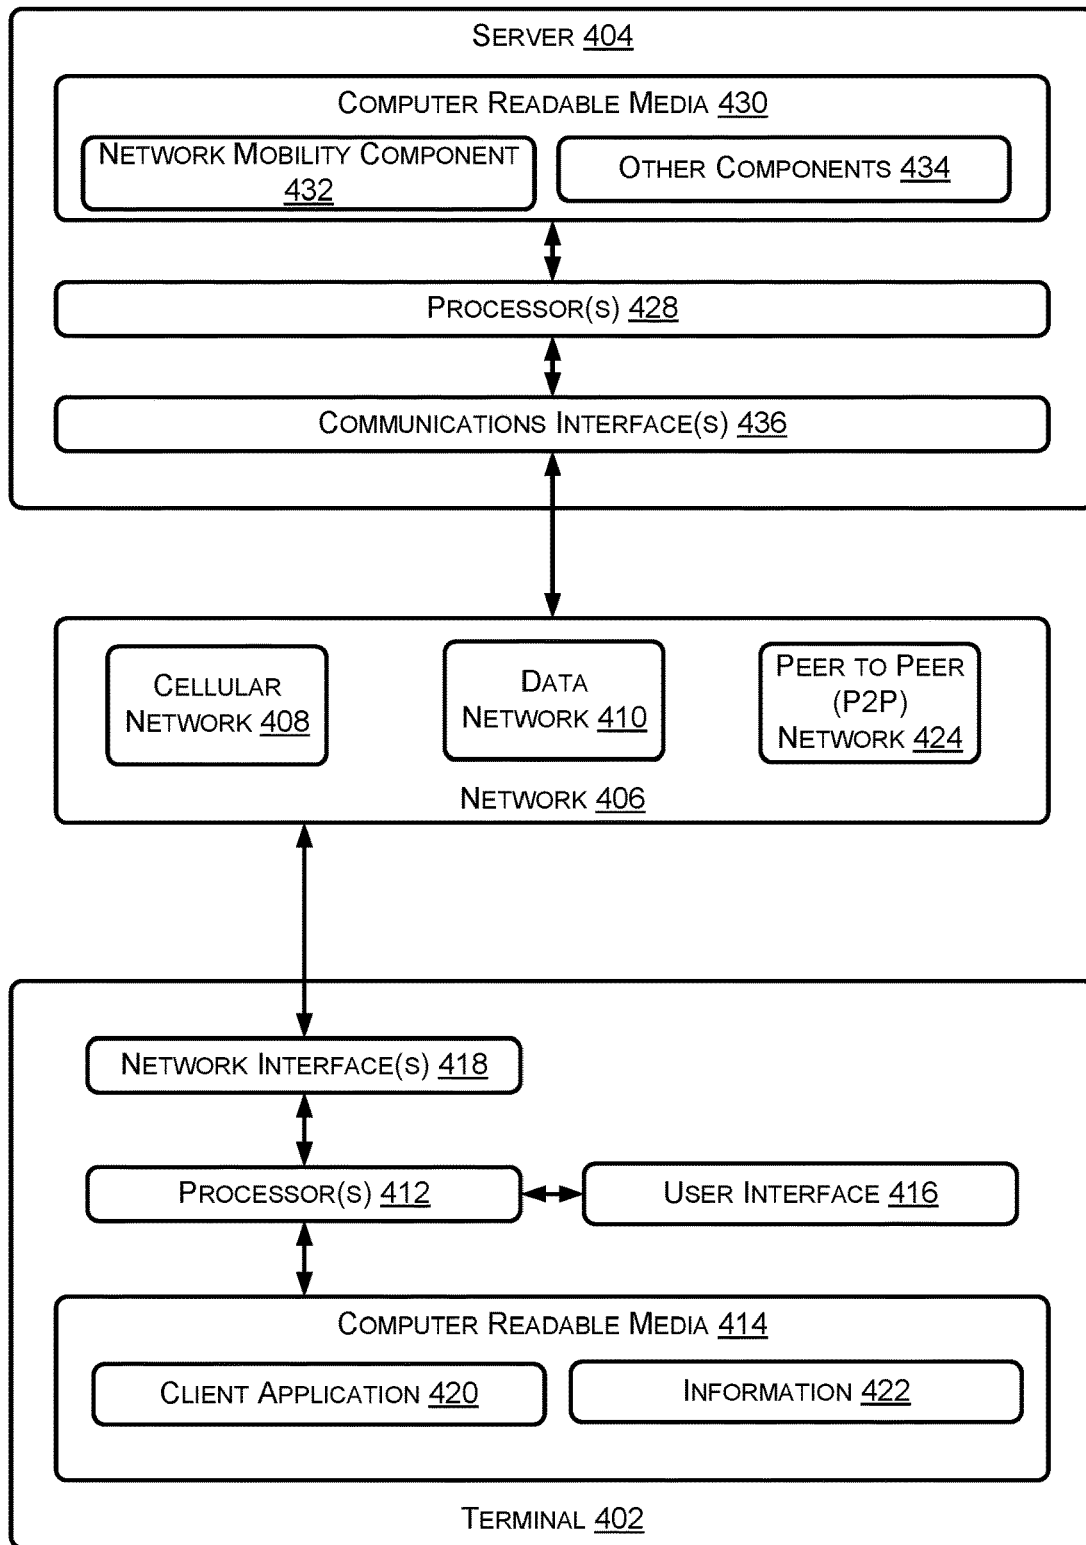 SERVER 404
COMPUTER READABLE MEDIA 430
NETWORK MOBILITY COMPONENT
432
OTHER COMPONENTS 434
PROCESSOR(S) 428
COMMUNICATIONS INTERFACE(S) 436
CELLULAR
NETWORK 408
DATA
NETWORK 410
PEER TO PEER
(P2P)
NETWORK 424
NETWORK 406
NETWORK INTERFACE(S) 418
PROCESSOR(S) 412
USER INTERFACE 416
COMPUTER READABLE MEDIA 414
CLIENT APPLICATION 420
INFORMATION 422
TERMINAL 402